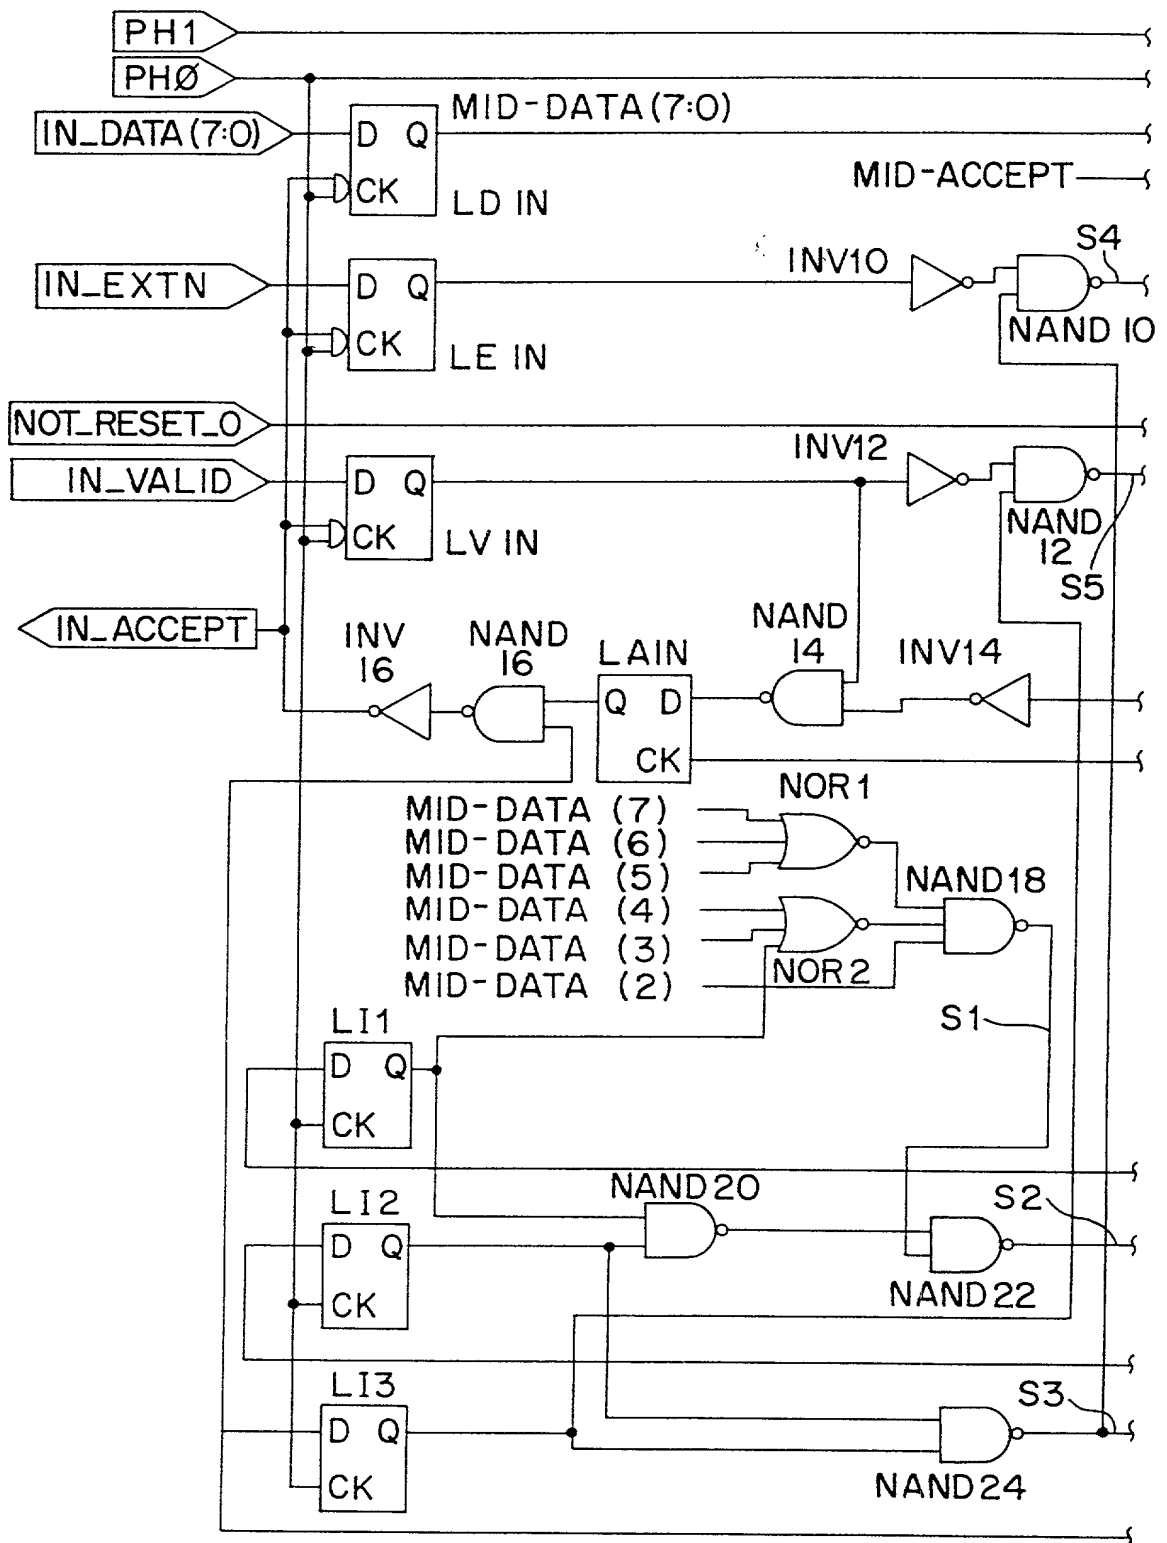 PH1
PHØ
IN_DATA(7:0)
D Q
CK
MID-DATA(7:0)
LD IN
MID-ACCEPT
S4
IN_EXTN
D Q
CK
LE IN
INV10
NAND 10
NOT_RESET_0
IN_VALID
D Q
CK
LV IN
INV12
NAND
12
S5
IN_ACCEPT
INV
16
NAND
16
LAIN
Q D
CK
NAND
14
INV14
NOR1
MID-DATA (7)
MID-DATA (6)
MID-DATA (5)
MID-DATA (4)
MID-DATA (3)
MID-DATA (2)
NAND18
NOR2
S1
LI1
D Q
CK
NAND20
S2
LI2
D Q
CK
NAND22
LI3
D Q
CK
S3
NAND24